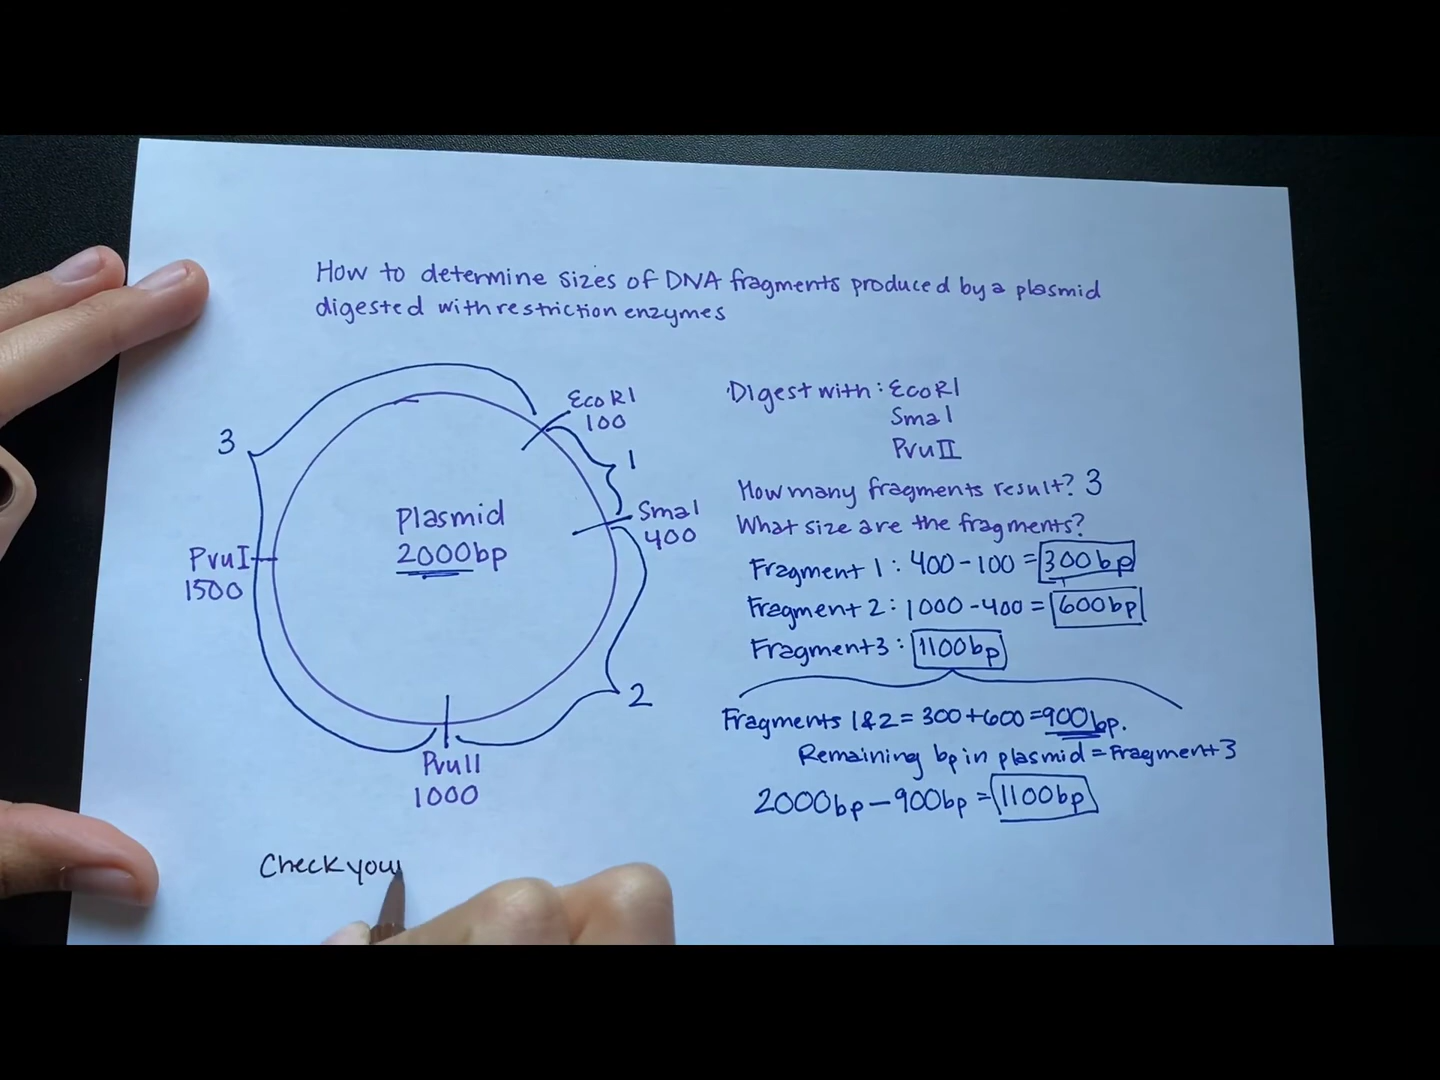 How to determine sizes of DNA fragments produced by a plasmid
digested with restriction enzymes
EcoRI
100
3
1
SmaI
400
Plasmid
2000bp
PvuI
1500
2
PvuII
1000
Digest with: EcoRI
SmaI
PvuII
How many fragments result? 3
What size are the fragments?
Fragment 1: 400-100 = 300bp
Fragment 2: 1000-400 = 600bp
Fragment 3: 1100bp
Fragments 1&2 = 300+600=900bp.
Remaining bp in plasmid = Fragment 3
2000bp - 900bp = 1100bp
Check your